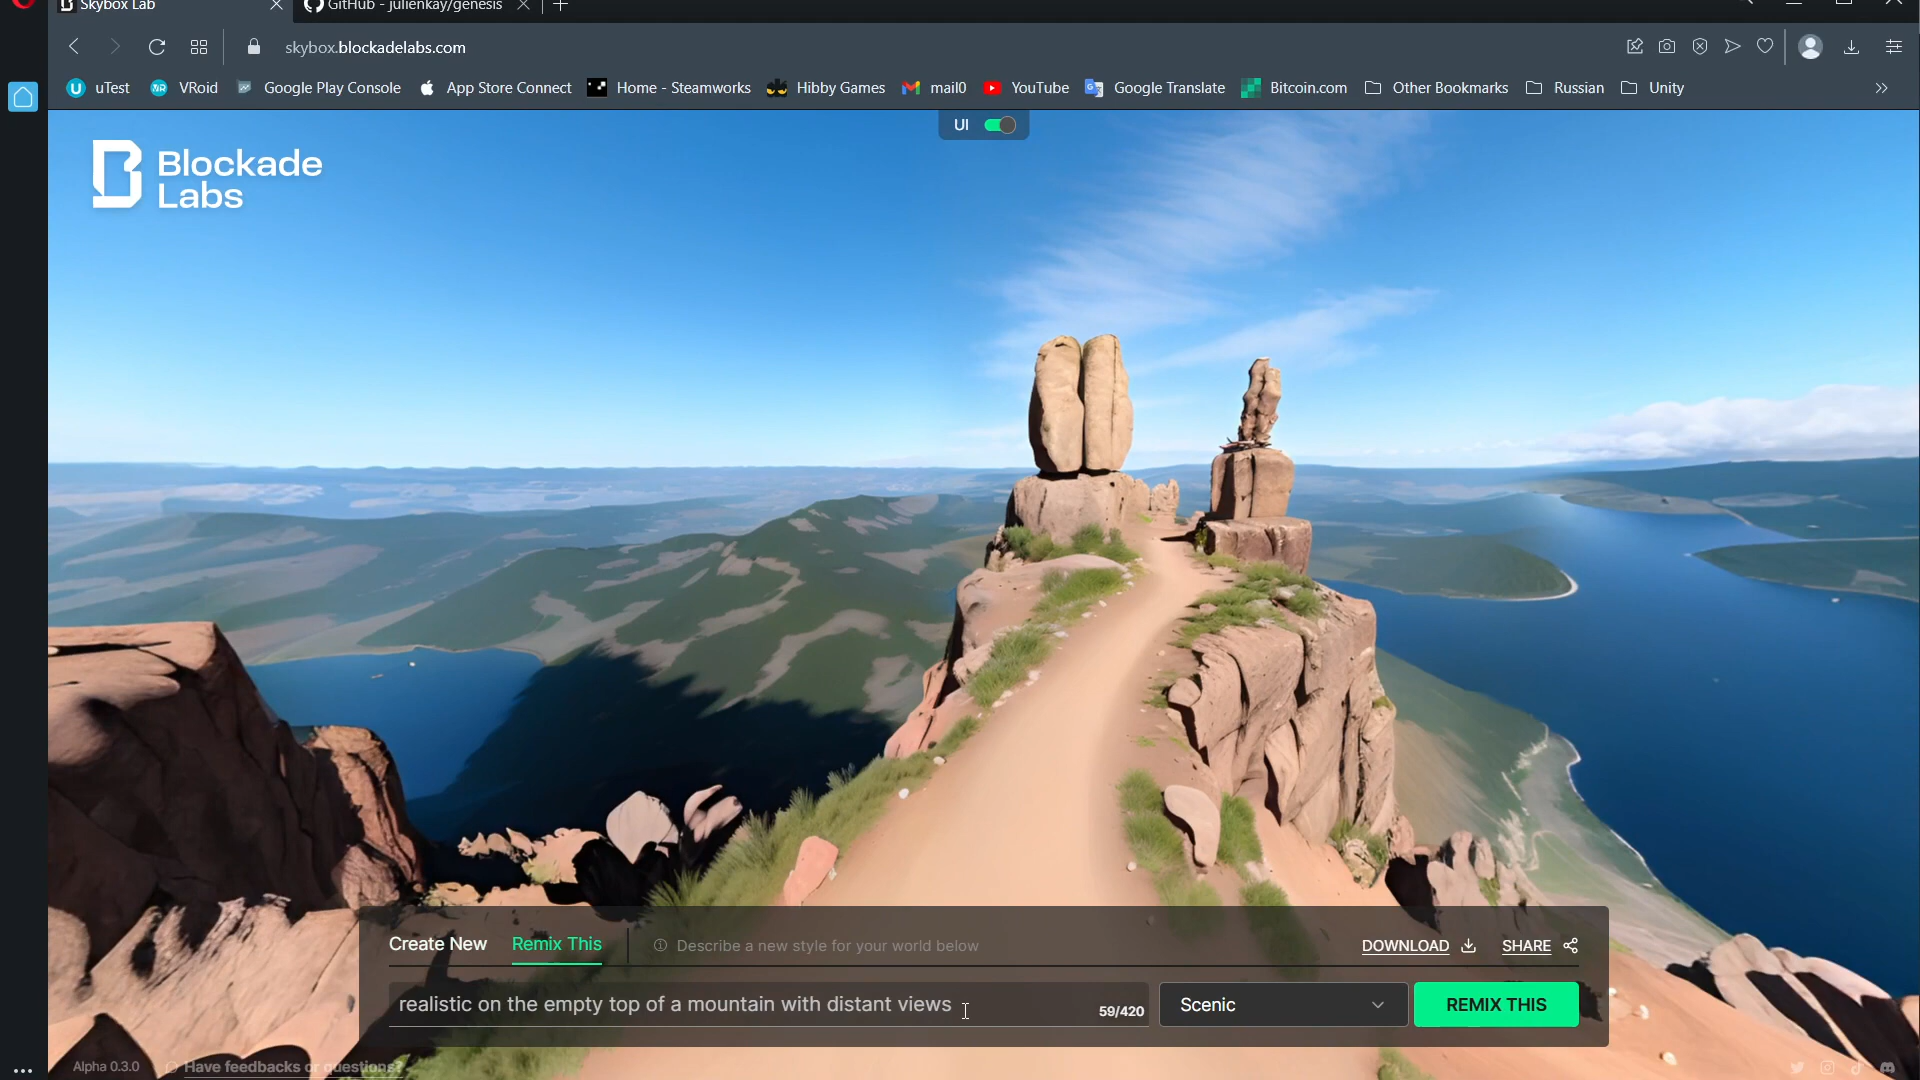 Skybox Lab
GitHub - julienkay/genesis
skybox.blockadelabs.com
uTest VRoid Google Play Console App Store Connect Home - Steamworks Hibby Games mail0 YouTube Google Translate Bitcoin.com Other Bookmarks Russian Unity
UI
Blockade
Labs
Create New Remix This Describe a new style for your world below DOWNLOAD SHARE
realistic on the empty top of a mountain with distant views 59/420 Scenic REMIX THIS
Alpha 0.3.0 Have feedbacks or questions?